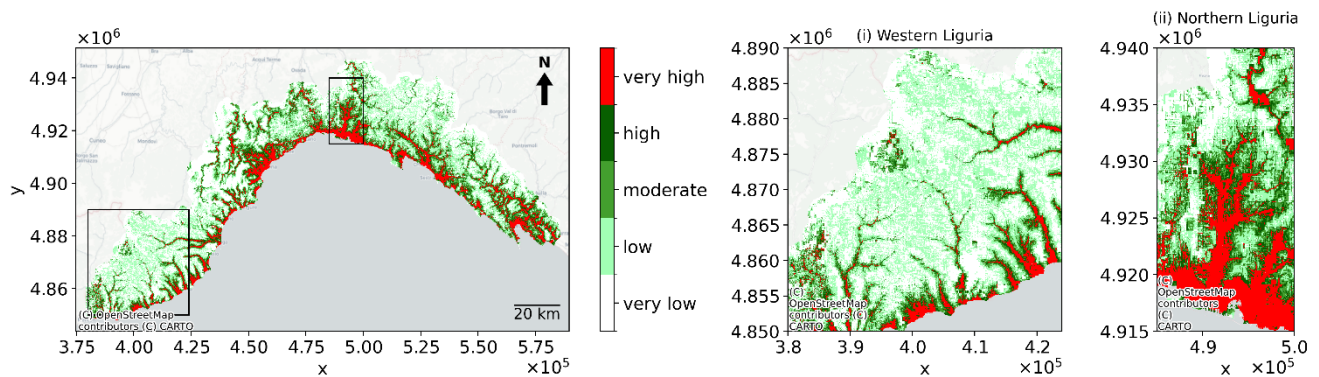 ×10⁶
4.94
4.92
4.90
4.88
4.86
y
3.75
4.00
4.25
4.50
4.75
5.00
5.25
5.50
5.75
×10⁵
x
N
20 km
(C) OpenStreetMap
contributors (C) CARTO
very high
high
moderate
low
very low
(i) Western Liguria
×10⁶
4.890
4.885
4.880
4.875
4.870
4.865
4.860
4.855
4.850
(C)
OpenStreetMap
contributors (C)
CARTO
3.8
3.9
4.0
4.1
4.2
×10⁵
x
(ii) Northern Liguria
×10⁶
4.940
4.935
4.930
4.925
4.920
4.915
(C)
OpenStreetMap
contributors
(C)
CARTO
4.9
5.0
×10⁵
x